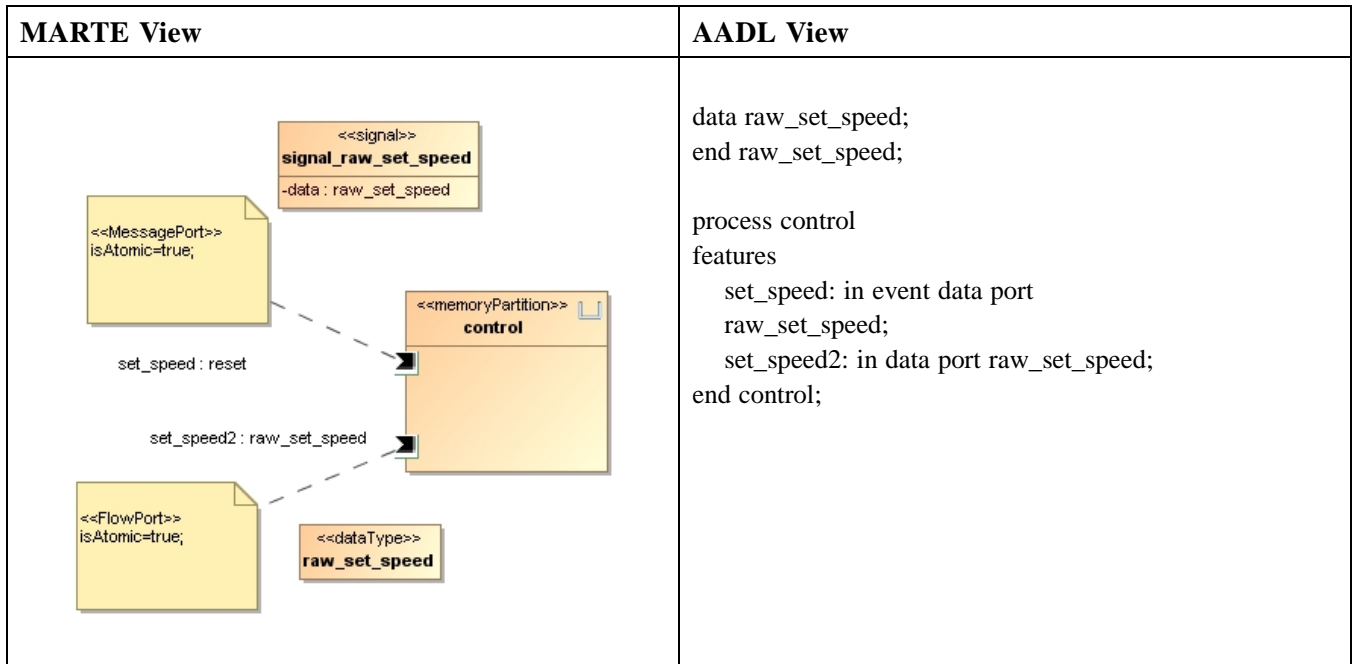 MARTE View
AADL View
<<signal>>
signal_raw_set_speed
-data : raw_set_speed
<<MessagePort>>
isAtomic=true;
<<memoryPartition>>
control
set_speed : reset
set_speed2 : raw_set_speed
<<FlowPort>>
isAtomic=true;
<<dataType>>
raw_set_speed
data raw_set_speed;
end raw_set_speed;
process control
features
set_speed: in event data port
raw_set_speed;
set_speed2: in data port raw_set_speed;
end control;